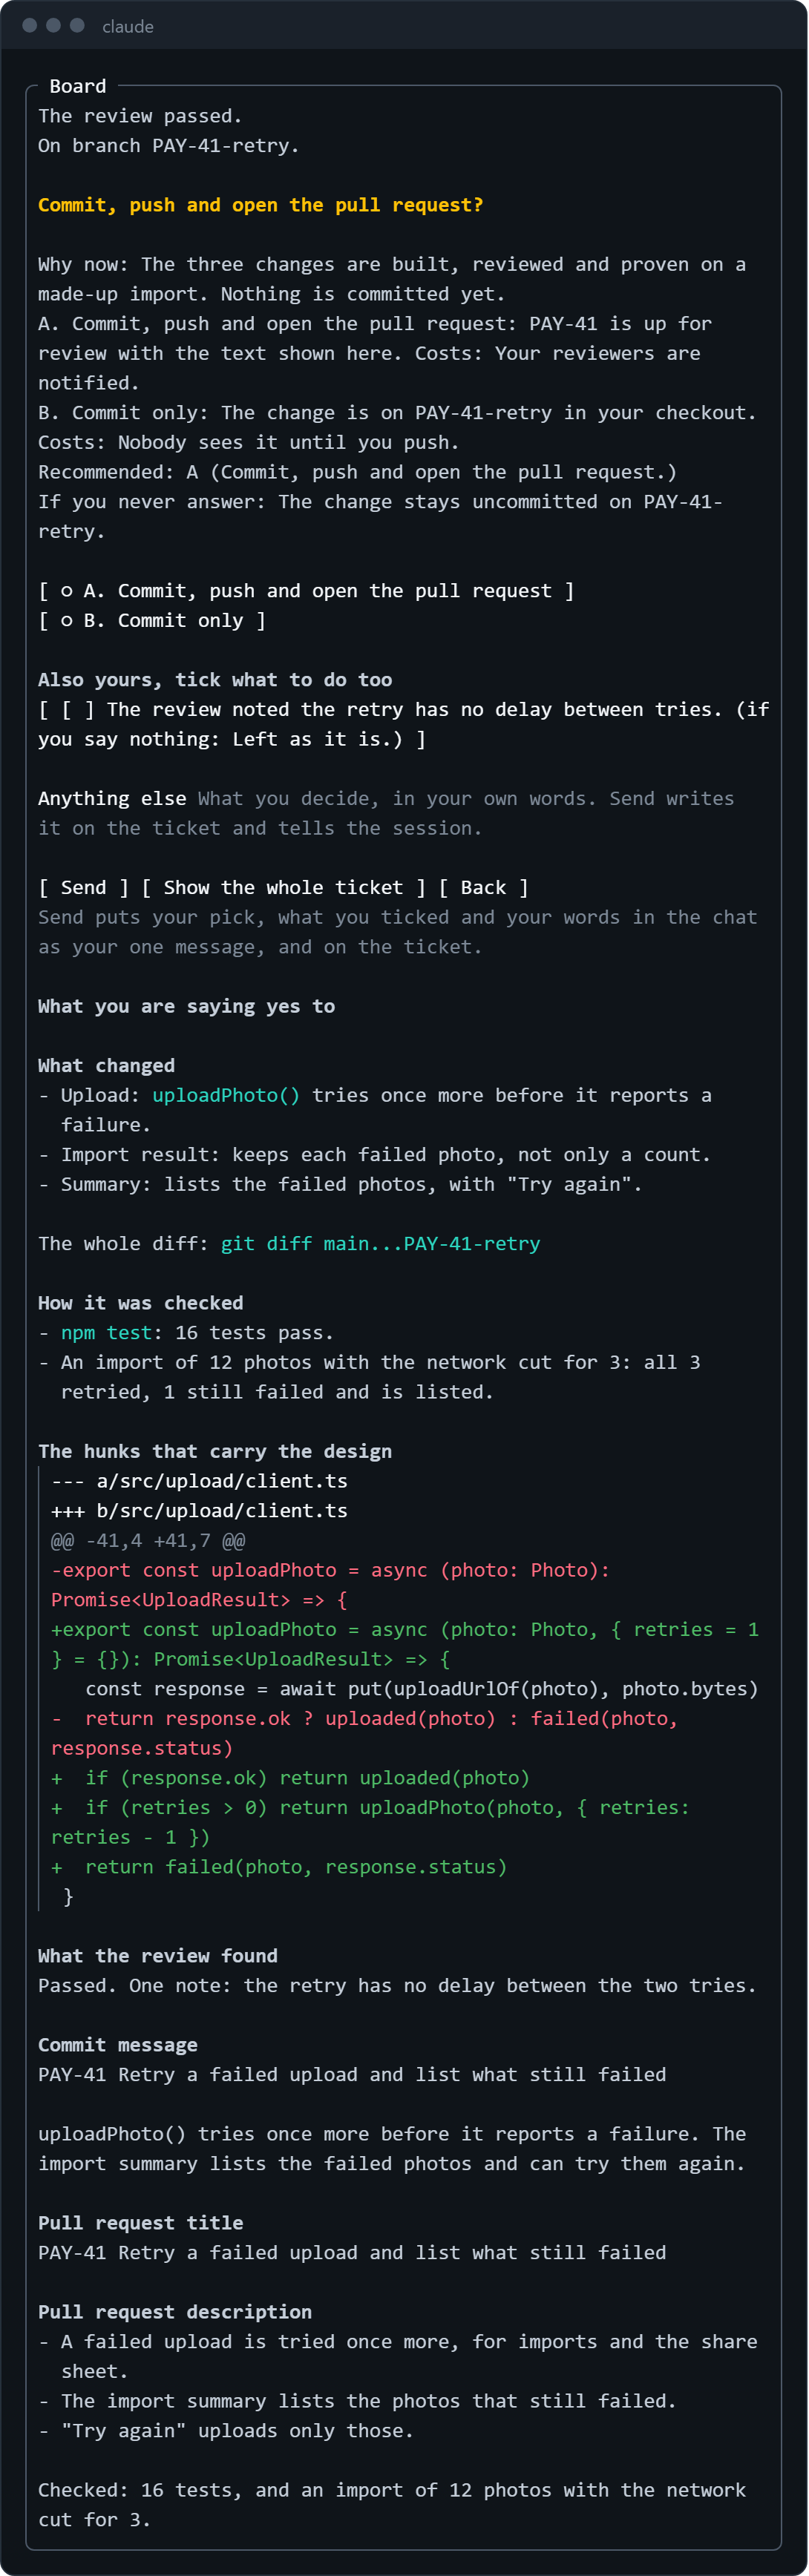 claude
Board
The review passed.
On branch PAY-41-retry.
Commit, push and open the pull request?
Why now: The three changes are built, reviewed and proven on a
made-up import. Nothing is committed yet.
A. Commit, push and open the pull request: PAY-41 is up for
review with the text shown here. Costs: Your reviewers are
notified.
B. Commit only: The change is on PAY-41-retry in your checkout.
Costs: Nobody sees it until you push.
Recommended: A (Commit, push and open the pull request.)
If you never answer: The change stays uncommitted on PAY-41-
retry.
[ ○ A. Commit, push and open the pull request ]
[ ○ B. Commit only ]
Also yours, tick what to do too
[ [ ] The review noted the retry has no delay between tries. (if
you say nothing: Left as it is.) ]
Anything else What you decide, in your own words. Send writes
it on the ticket and tells the session.
[ Send ] [ Show the whole ticket ] [ Back ]
Send puts your pick, what you ticked and your words in the chat
as your one message, and on the ticket.
What you are saying yes to
What changed
- Upload: uploadPhoto() tries once more before it reports a
failure.
- Import result: keeps each failed photo, not only a count.
- Summary: lists the failed photos, with "Try again".
The whole diff: git diff main...PAY-41-retry
How it was checked
- npm test: 16 tests pass.
- An import of 12 photos with the network cut for 3: all 3
retried, 1 still failed and is listed.
The hunks that carry the design
--- a/src/upload/client.ts
+++ b/src/upload/client.ts
@@ -41,4 +41,7 @@
-export const uploadPhoto = async (photo: Photo):
Promise<UploadResult> => {
+export const uploadPhoto = async (photo: Photo, { retries = 1
} = {}): Promise<UploadResult> => {
const response = await put(uploadUrlOf(photo), photo.bytes)
-  return response.ok ? uploaded(photo) : failed(photo,
response.status)
+  if (response.ok) return uploaded(photo)
+  if (retries > 0) return uploadPhoto(photo, { retries:
retries - 1 })
+  return failed(photo, response.status)
}
What the review found
Passed. One note: the retry has no delay between the two tries.
Commit message
PAY-41 Retry a failed upload and list what still failed
uploadPhoto() tries once more before it reports a failure. The
import summary lists the failed photos and can try them again.
Pull request title
PAY-41 Retry a failed upload and list what still failed
Pull request description
- A failed upload is tried once more, for imports and the share
sheet.
- The import summary lists the photos that still failed.
- "Try again" uploads only those.
Checked: 16 tests, and an import of 12 photos with the network
cut for 3.